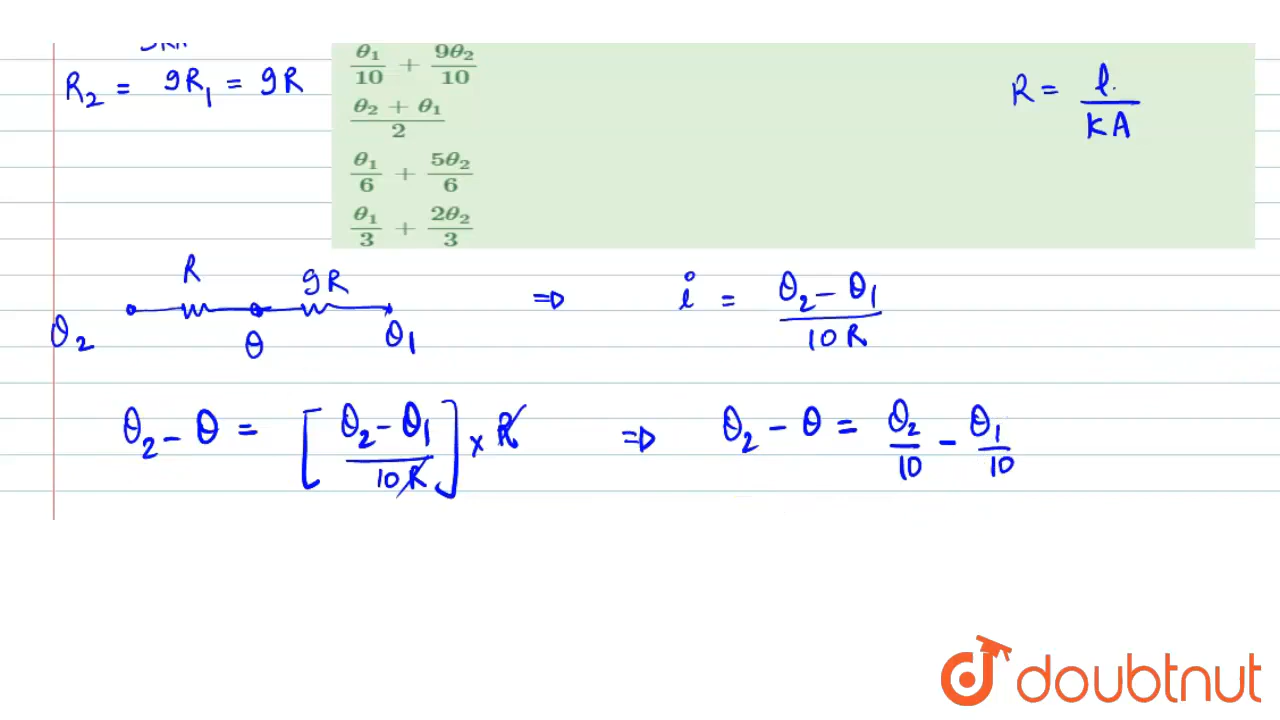 R₂ = 9R₁ = 9R
θ₁/10 + 9θ₂/10
(θ₂ + θ₁)/2
θ₁/6 + 5θ₂/6
θ₁/3 + 2θ₂/3
R = l/KA
R 9R
θ₂ θ θ₁
⇒ i = (θ₂ - θ₁)/10R
θ₂ - θ = [(θ₂ - θ₁)/10R] × R ⇒ θ₂ - θ = θ₂/10 - θ₁/10
doubtnut